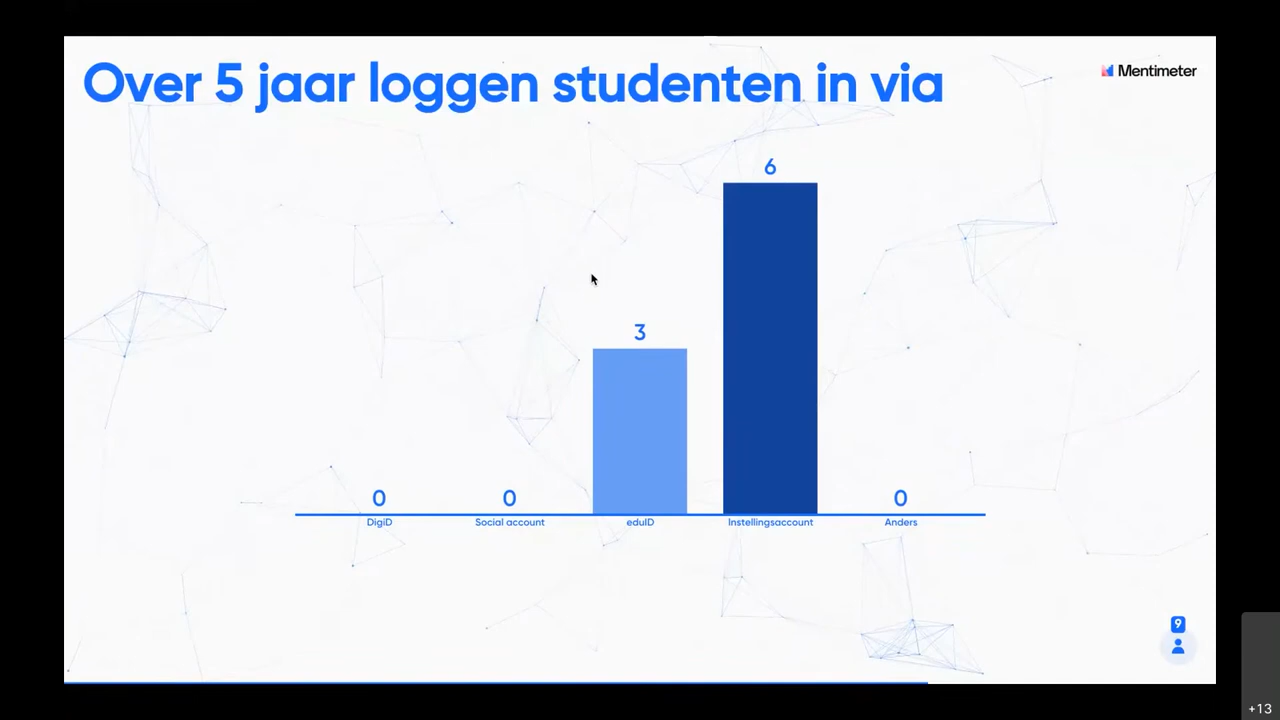 Over 5 jaar loggen studenten in via
Mentimeter
6
3
0
0
0
DigiD
Social account
eduID
Instellingsaccount
Anders
9
+13